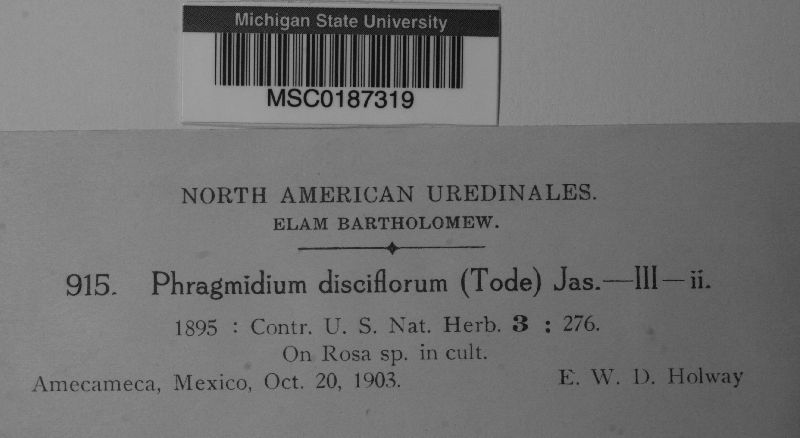 Michigan State University
MSC0187319
NORTH AMERICAN UREDINALES.
ELAM BARTHOLOMEW.
915. Phragmidium disciflorum (Tode) Jas.—III—ii.
1895 : Contr. U. S. Nat. Herb. 3 : 276.
On Rosa sp. in cult.
Amecameca, Mexico, Oct. 20, 1903. E. W. D. Holway